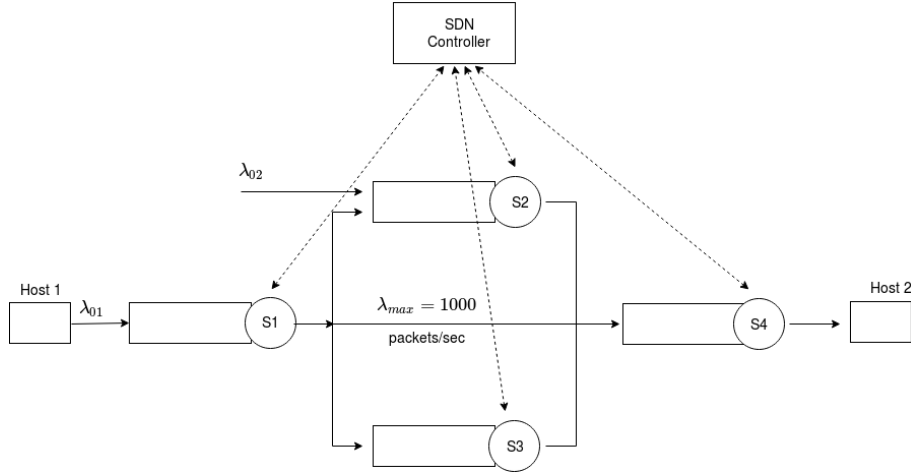 SDN
Controller
λ02
S2
Host 1
λ01
S1
λmax = 1000
packets/sec
S4
Host 2
S3